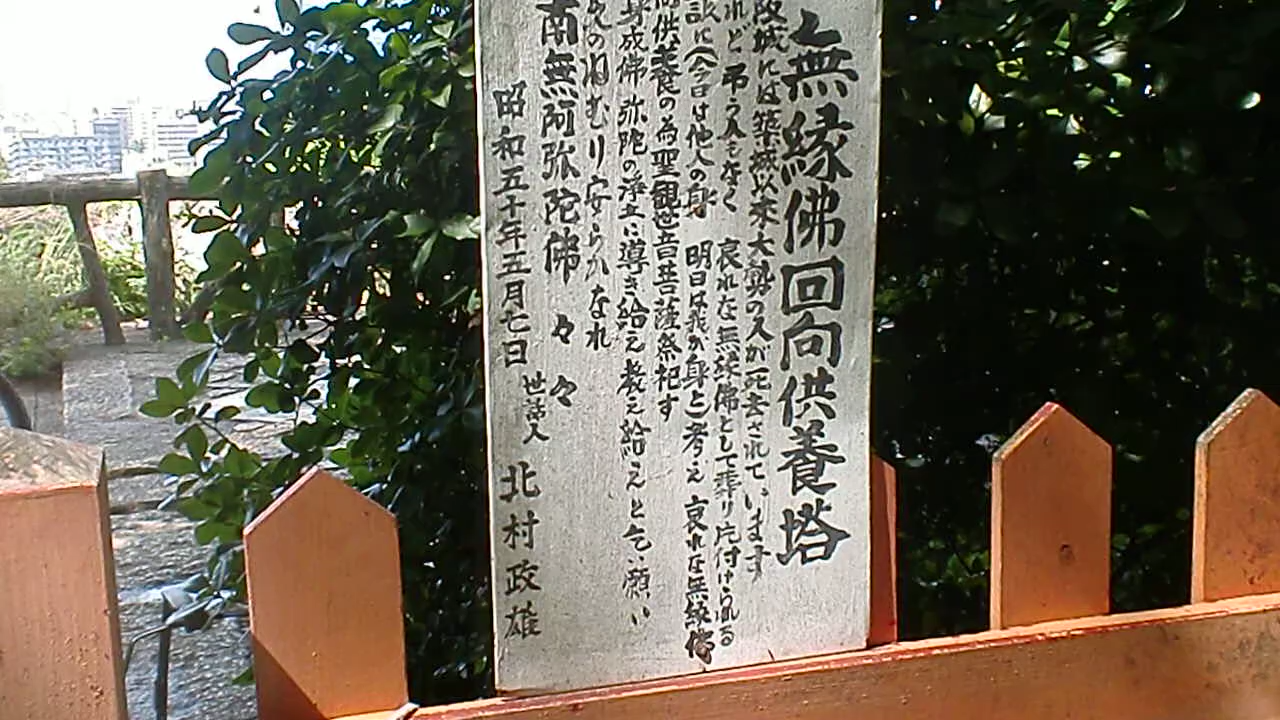 無縁佛回向供養塔
阪城には築城以来大勢の人が死去されています
れど 弔う人もなく 哀れな無縁佛として葬り片付けられる
に(今日は他人の身 明日は我が身と)考え 哀れな無縁佛
供養の為聖観世音菩薩祭祀す
身成佛 弥陀の浄土に導き給え教え給えと乞い願い
のねむり安らかなれ
南無阿弥陀佛 々々
昭和五十年五月七日 世話人 北村政雄